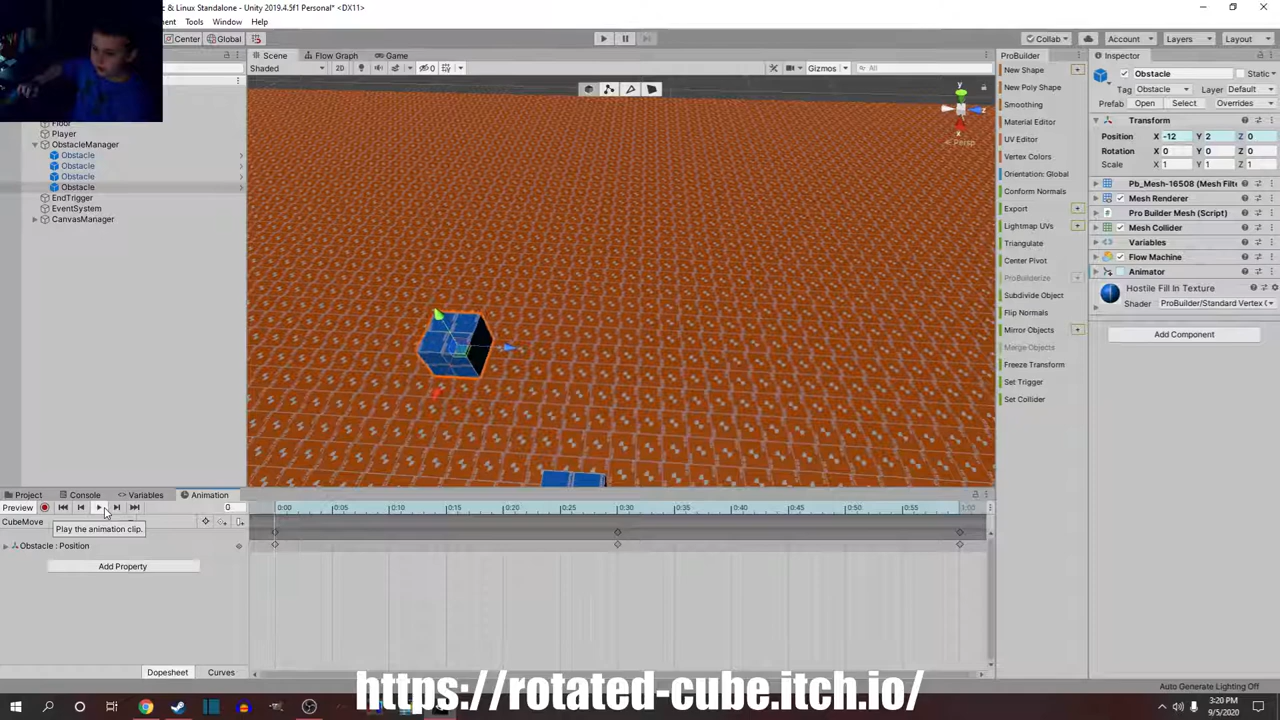 c & Linux Standalone - Unity 2019.4.5f1 Personal* <DX11>
Tools Window Help
Center Global
Collab Account Layers Layout
Scene Flow Graph Game
Shaded 2D 0 Gizmos All
Player
ObstacleManager
Obstacle
Obstacle
Obstacle
Obstacle
EndTrigger
EventSystem
CanvasManager
y
z
< Persp
ProBuilder
New Shape
New Poly Shape
Smoothing
Material Editor
UV Editor
Vertex Colors
Orientation: Global
Conform Normals
Export
Lightmap UVs
Triangulate
Center Pivot
ProBuilderize
Subdivide Object
Flip Normals
Mirror Objects
Merge Objects
Freeze Transform
Set Trigger
Set Collider
Inspector
Obstacle Static
Tag Obstacle Layer Default
Prefab Open Select Overrides
Transform
Position X -12 Y 2 Z 0
Rotation X 0 Y 0 Z 0
Scale X 1 Y 1 Z 1
Pb_Mesh-16508 (Mesh Filte
Mesh Renderer
Pro Builder Mesh (Script)
Mesh Collider
Variables
Flow Machine
Animator
Hostile Fill In Texture
Shader ProBuilder/Standard Vertex C
Add Component
Project Console Variables Animation
Preview 0
0:00 0:05 0:10 0:15 0:20 0:25 0:30 0:35 0:40 0:45 0:50 0:55 1:00
CubeMove
Play the animation clip.
Obstacle : Position
Add Property
Dopesheet Curves
Auto Generate Lighting Off
https://rotated-cube.itch.io/
3:20 PM
9/5/2020